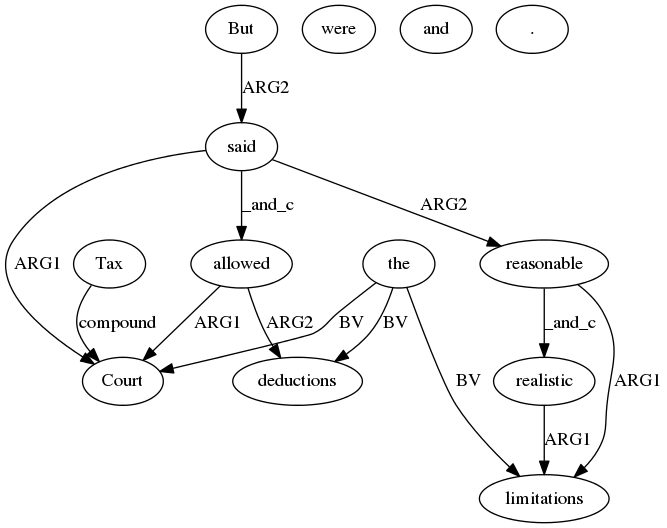 But were and .
ARG2
said
_and_c ARG2
ARG1 Tax allowed the reasonable
compound ARG1 ARG2 BV BV _and_c
Court deductions BV realistic ARG1
ARG1
limitations